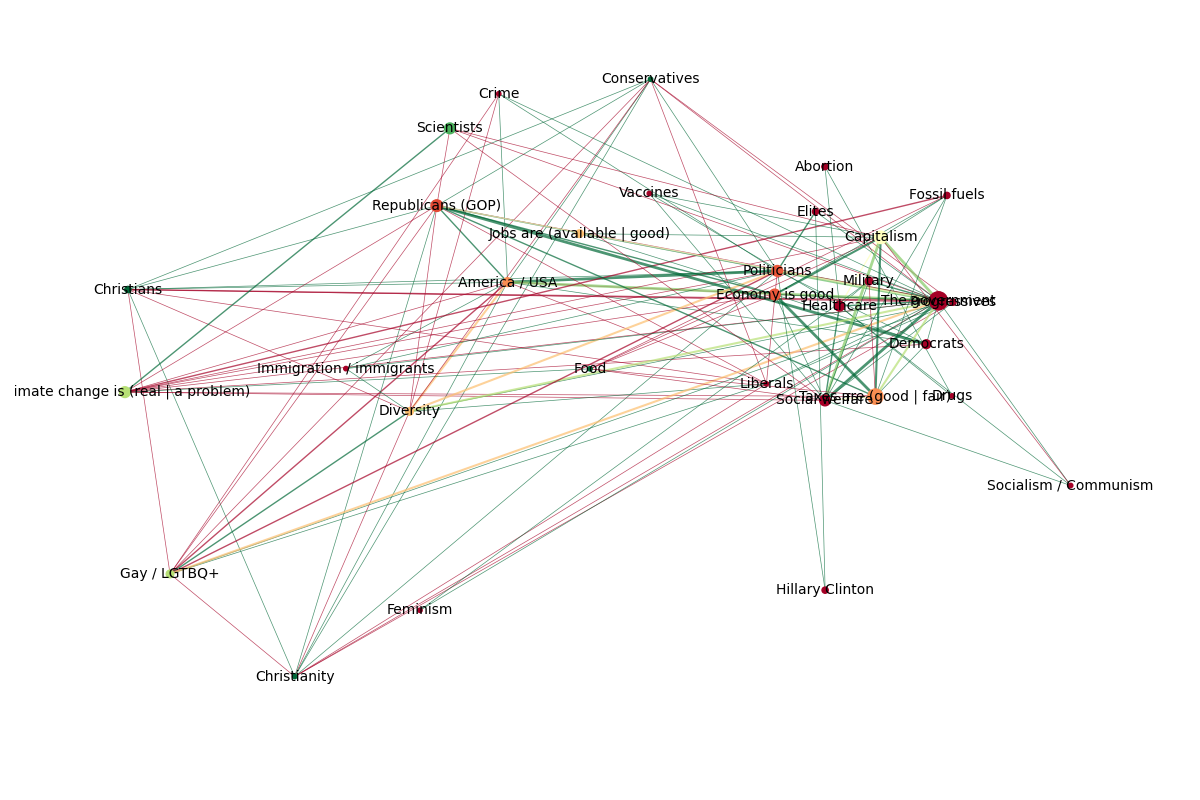 Conservatives
Crime
Scientists
Abortion
Vaccines
Fossil fuels
Republicans (GOP)
Elites
Jobs are (available | good)
Capitalism
Politicians
America / USA
Military
Christians
Economy is good
The government
Healthcare
Democrats
Immigration / immigrants
Food
Liberals
imate change is (real | a problem)
Social welfare
Taxes are (good | fair)
Drugs
Diversity
Socialism / Communism
Gay / LGTBQ+
Hillary Clinton
Feminism
Christianity